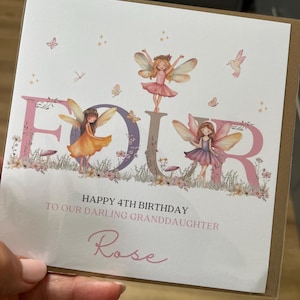 FOUR
HAPPY 4TH BIRTHDAY
TO OUR DARLING GRANDDAUGHTER
Rose